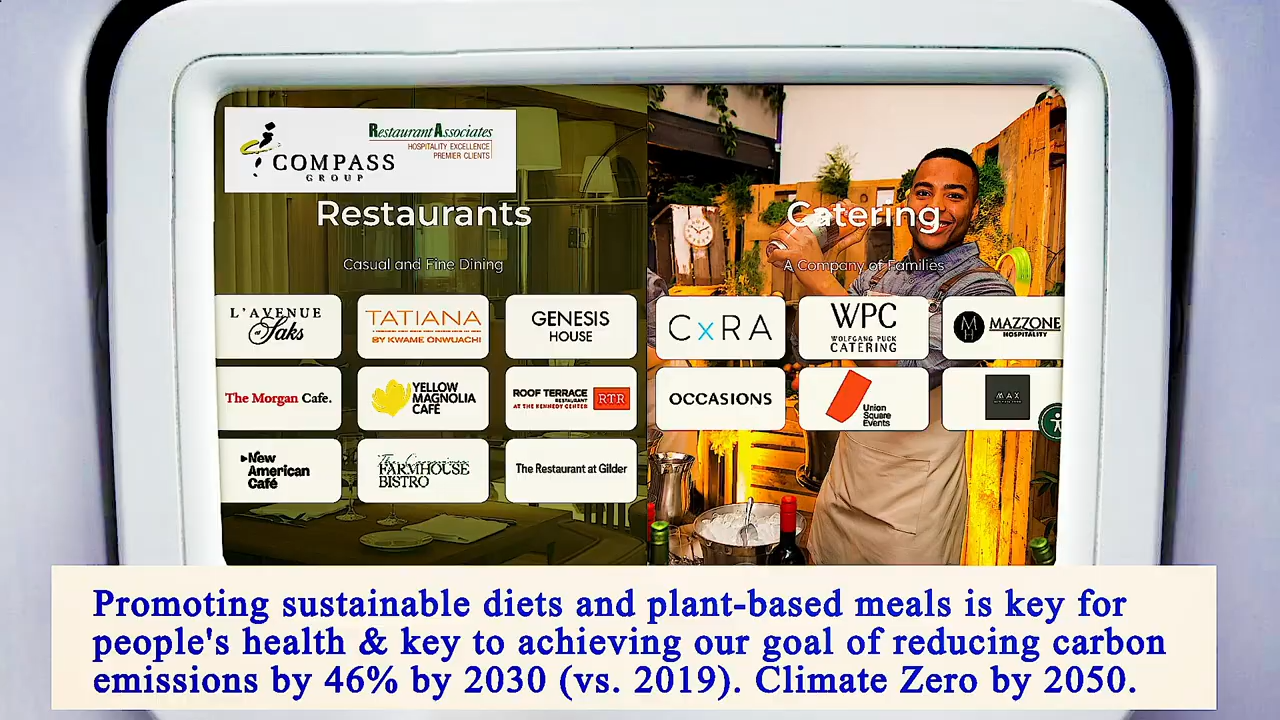 COMPASS
GROUP
Restaurant Associates
HOSPITALITY EXCELLENCE
PREMIER CLIENTS
Restaurants
Casual and Fine Dining
L'AVENUE
Saks
TATIANA
BY KWAME ONWUACHI
GENESIS
HOUSE
The Morgan Cafe.
YELLOW
MAGNOLIA
CAFÉ
ROOF TERRACE
RESTAURANT
AT THE KENNEDY CENTER
RTR
New
American
Café
FARMHOUSE
BISTRO
The Restaurant at Gilder
Catering
A Company of Families
CxRA
WPC
WOLFGANG PUCK
CATERING
MH
MAZZONE
HOSPITALITY
OCCASIONS
Union
Square
Events
MAX
Promoting sustainable diets and plant-based meals is key for
people's health & key to achieving our goal of reducing carbon
emissions by 46% by 2030 (vs. 2019). Climate Zero by 2050.